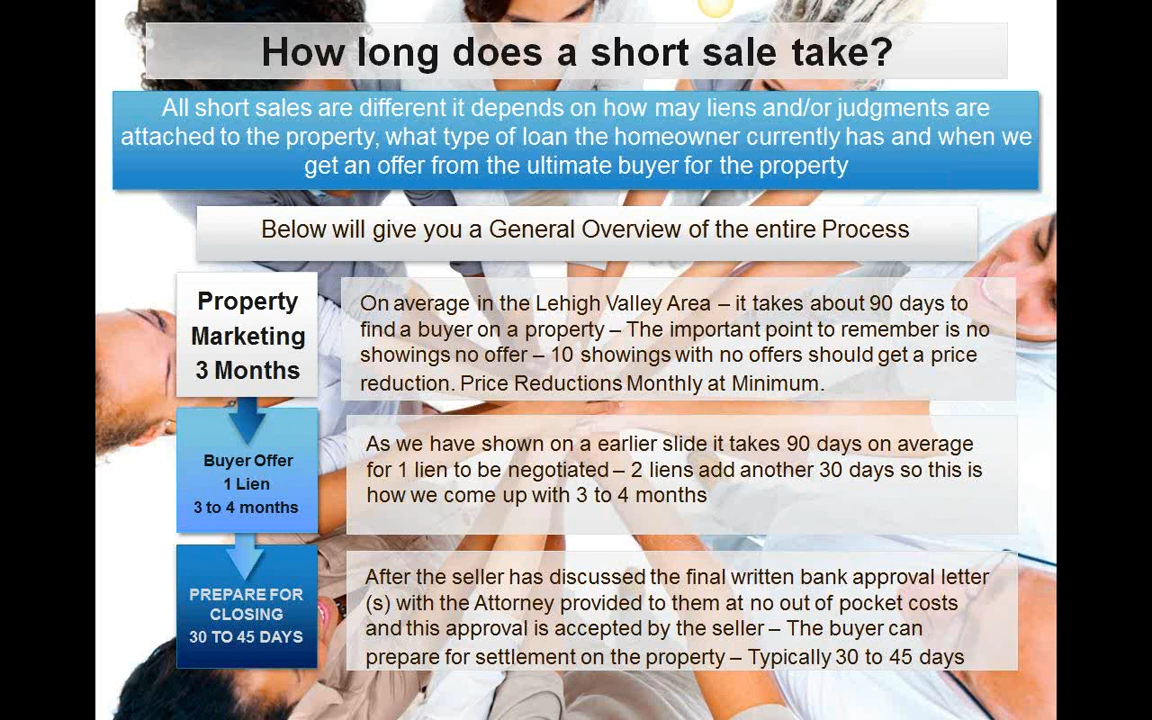 How long does a short sale take?
All short sales are different it depends on how may liens and/or judgments are
attached to the property, what type of loan the homeowner currently has and when we
get an offer from the ultimate buyer for the property
Below will give you a General Overview of the entire Process
Property
Marketing
3 Months
On average in the Lehigh Valley Area – it takes about 90 days to
find a buyer on a property – The important point to remember is no
showings no offer – 10 showings with no offers should get a price
reduction. Price Reductions Monthly at Minimum.
Buyer Offer
1 Lien
3 to 4 months
As we have shown on a earlier slide it takes 90 days on average
for 1 lien to be negotiated – 2 liens add another 30 days so this is
how we come up with 3 to 4 months
PREPARE FOR
CLOSING
30 TO 45 DAYS
After the seller has discussed the final written bank approval letter
(s) with the Attorney provided to them at no out of pocket costs
and this approval is accepted by the seller – The buyer can
prepare for settlement on the property – Typically 30 to 45 days